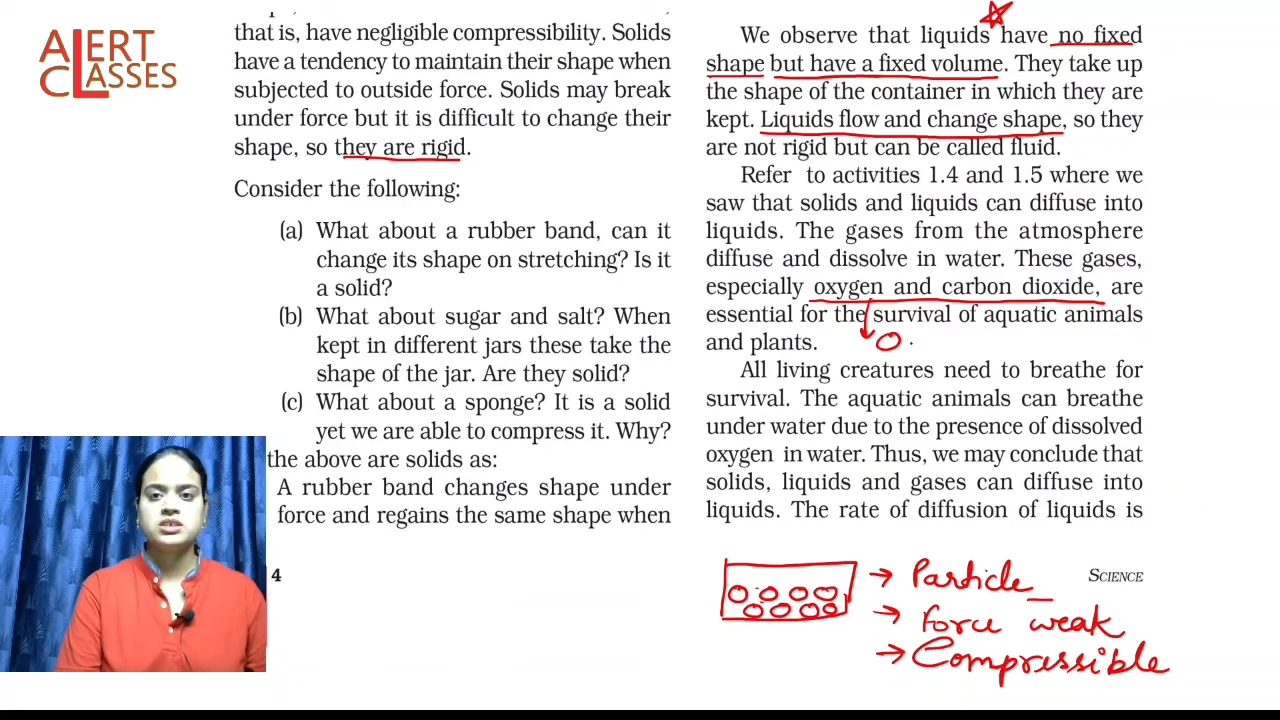 ALERT
CLASSES
that is, have negligible compressibility. Solids
have a tendency to maintain their shape when
subjected to outside force. Solids may break
under force but it is difficult to change their
shape, so they are rigid.
Consider the following:
(a) What about a rubber band, can it
change its shape on stretching? Is it
a solid?
(b) What about sugar and salt? When
kept in different jars these take the
shape of the jar. Are they solid?
(c) What about a sponge? It is a solid
yet we are able to compress it. Why?
the above are solids as:
A rubber band changes shape under
force and regains the same shape when
4
We observe that liquids have no fixed
shape but have a fixed volume. They take up
the shape of the container in which they are
kept. Liquids flow and change shape, so they
are not rigid but can be called fluid.
Refer to activities 1.4 and 1.5 where we
saw that solids and liquids can diffuse into
liquids. The gases from the atmosphere
diffuse and dissolve in water. These gases,
especially oxygen and carbon dioxide, are
essential for the survival of aquatic animals
and plants.
All living creatures need to breathe for
survival. The aquatic animals can breathe
under water due to the presence of dissolved
oxygen in water. Thus, we may conclude that
solids, liquids and gases can diffuse into
liquids. The rate of diffusion of liquids is
→ Particle
SCIENCE
→ force weak
→ Compressible